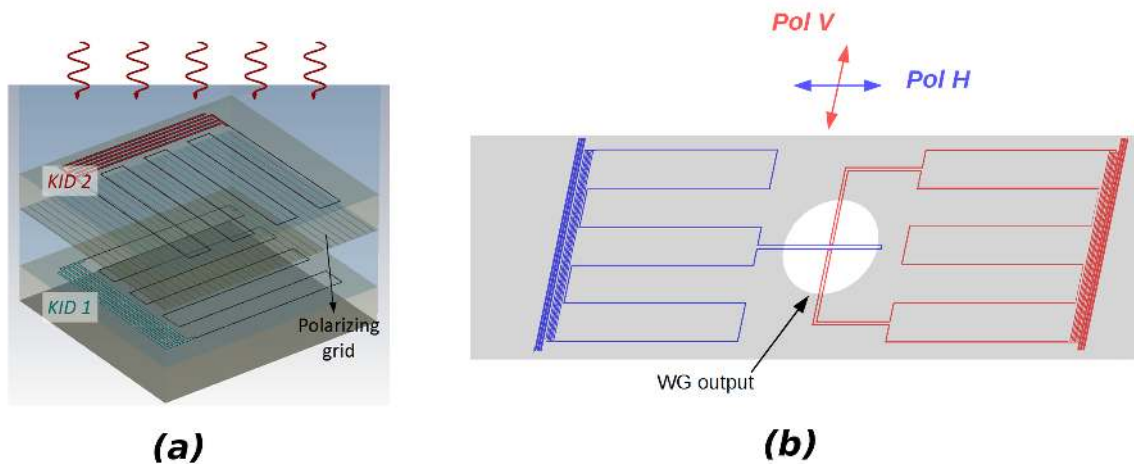 KID 2
KID 1
Polarizing
grid
(a)
Pol V
Pol H
WG output
(b)